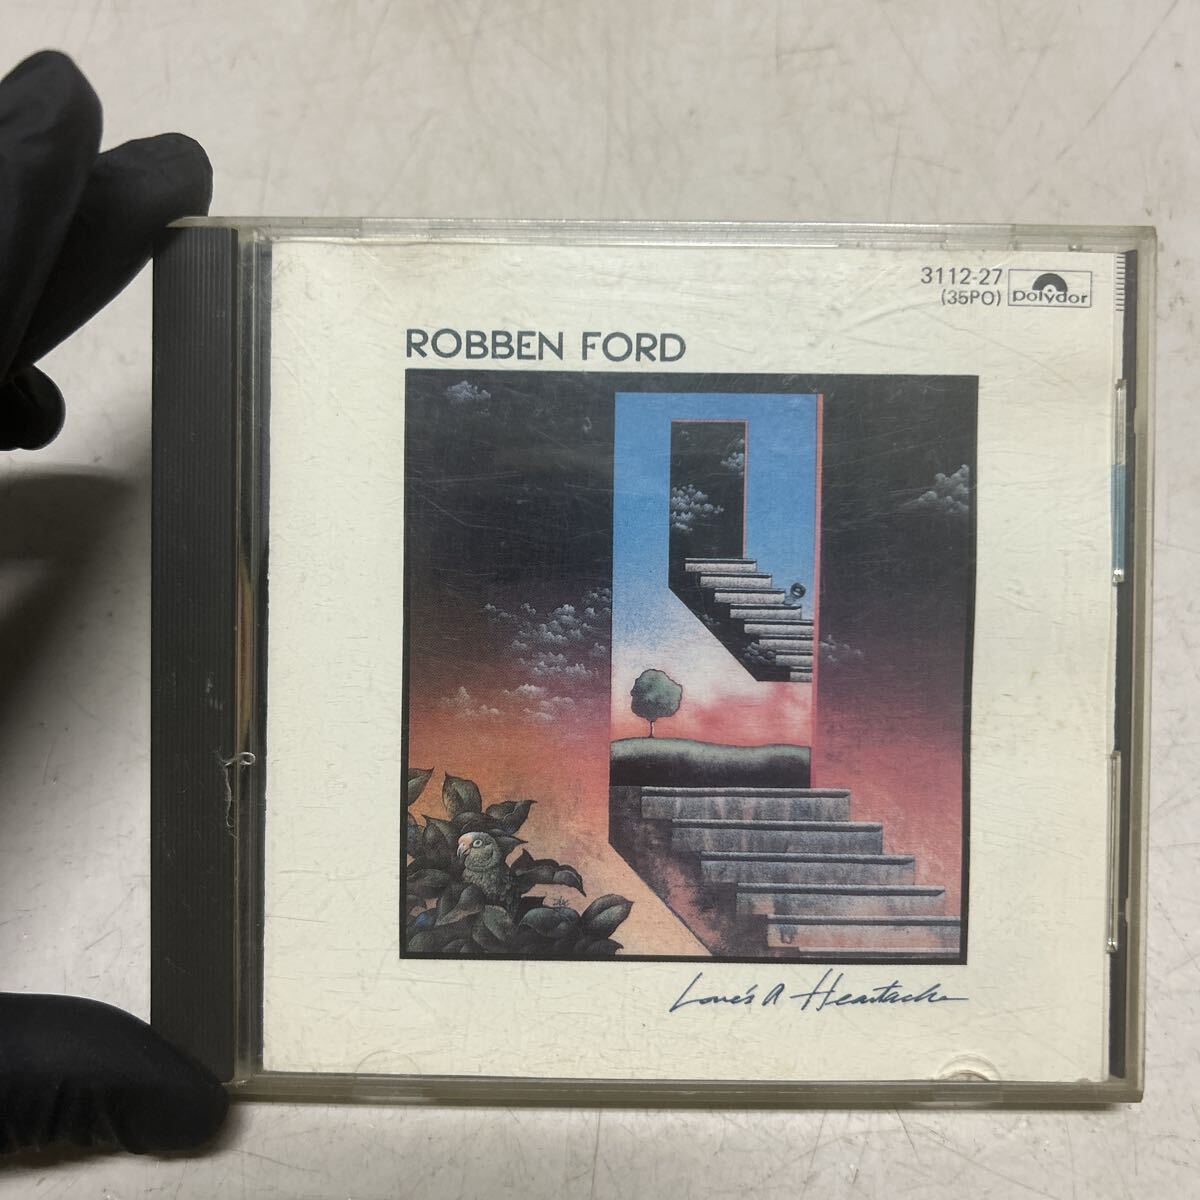 3112-27
(35PO) polydor
ROBBEN FORD
Love's A Heartache